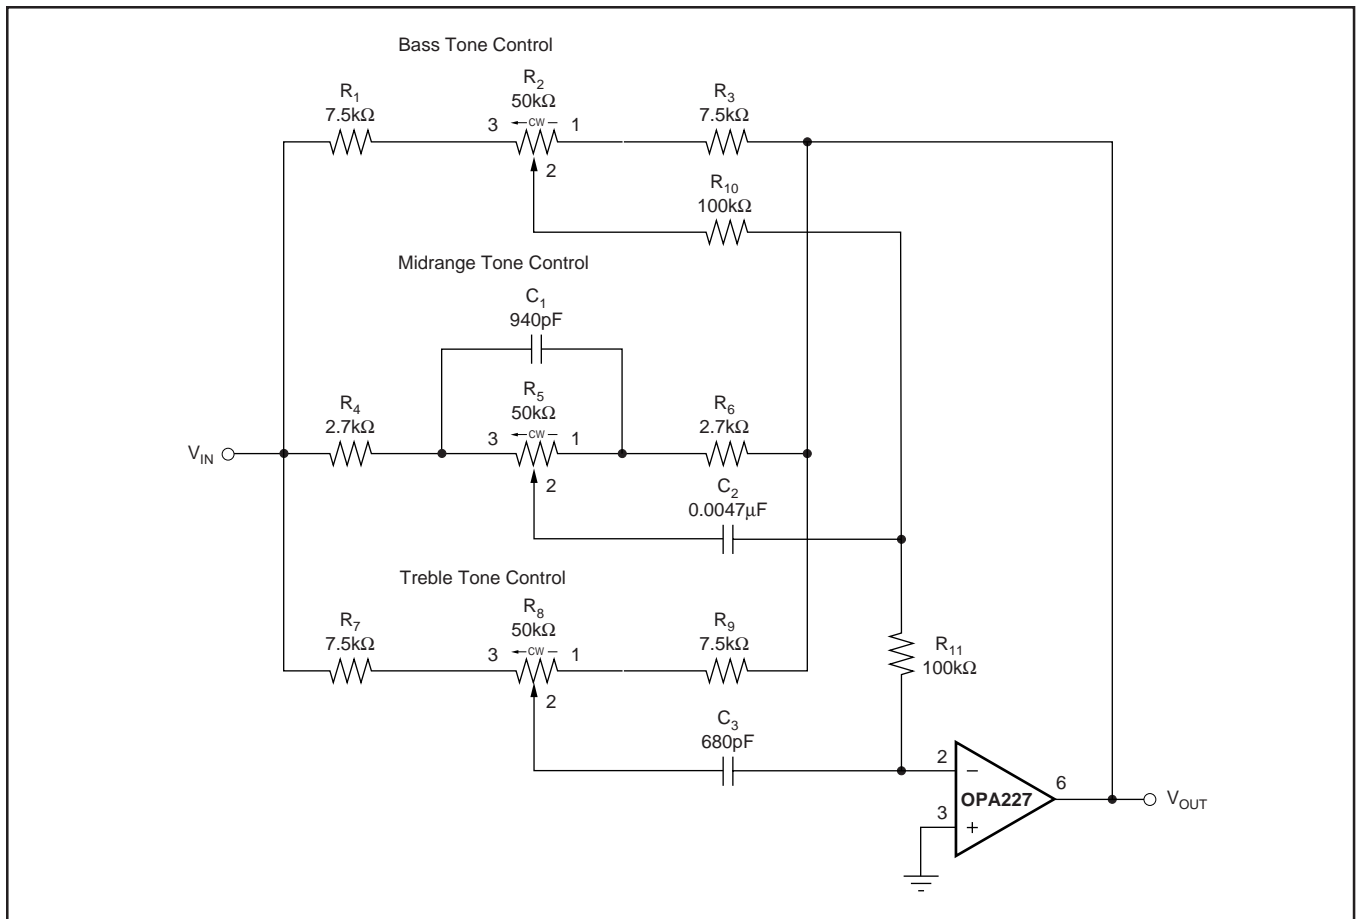 Bass Tone Control
R1
7.5kΩ
R2
50kΩ
R3
7.5kΩ
3
CW
1
2
R10
100kΩ
Midrange Tone Control
C1
940pF
R4
2.7kΩ
R5
50kΩ
R6
2.7kΩ
3
CW
1
VIN
2
C2
0.0047μF
Treble Tone Control
R7
7.5kΩ
R8
50kΩ
R9
7.5kΩ
3
CW
1
R11
100kΩ
2
C3
680pF
2
–
6
OPA227
VOUT
3
+